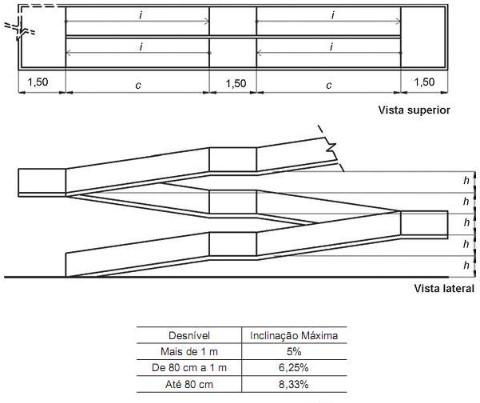 i i
i i
1,50 c 1,50 c 1,50
Vista superior
h
h
h
h
h
Vista lateral
Desnível Inclinação Máxima
Mais de 1 m 5%
De 80 cm a 1 m 6,25%
Até 80 cm 8,33%